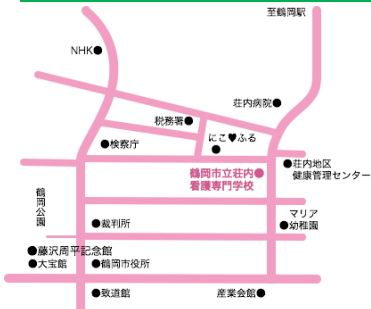 至鶴岡駅
NHK●
荘内病院●
税務署●
にこ♥ふる
●検察庁
●荘内地区
健康管理センター
鶴岡市立荘内●
看護専門学校
鶴岡公園
マリア
●幼稚園
●裁判所
●藤沢周平記念館
●大宝館
●鶴岡市役所
●致道館
産業会館●